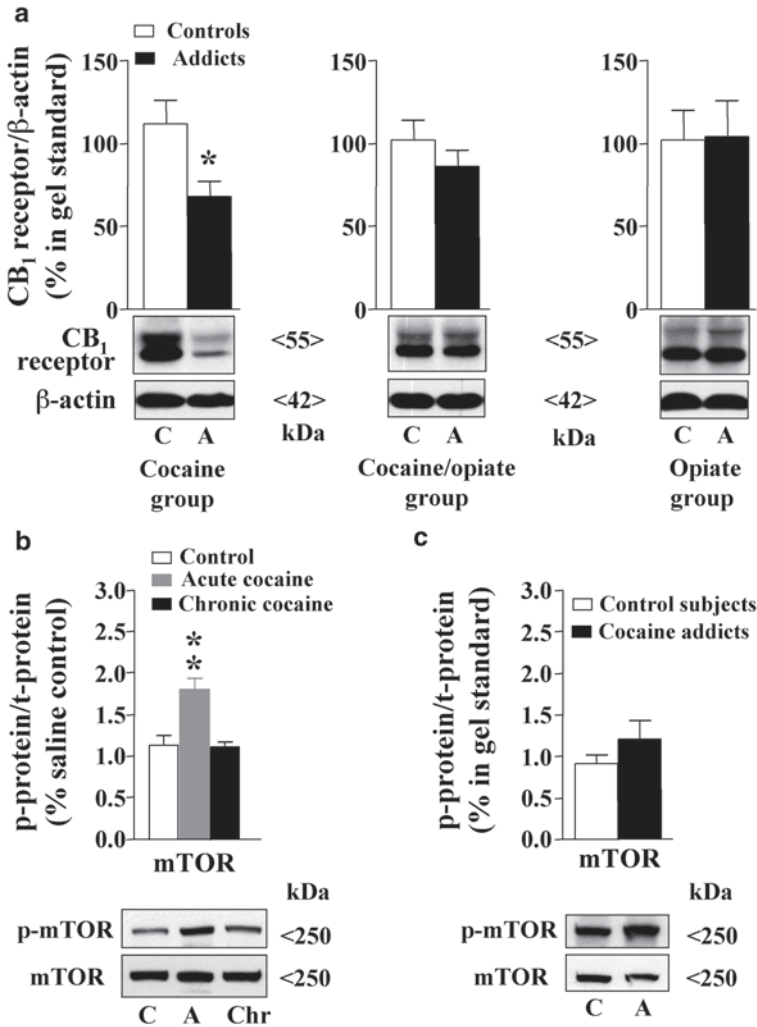 a
Controls
Addicts
CB1 receptor/β-actin
(% in gel standard)
150
100
50
0
*
150
100
50
0
150
100
50
0
CB1
receptor
<55>
<55>
β-actin
<42>
<42>
C A
kDa
C A
kDa
C A
Cocaine
group
Cocaine/opiate
group
Opiate
group
b
Control
Acute cocaine
Chronic cocaine
p-protein/t-protein
(% saline control)
3.0
2.5
2.0
1.5
1.0
0.5
0.0
*
*
mTOR
kDa
p-mTOR
<250
mTOR
<250
C A Chr
c
Control subjects
Cocaine addicts
p-protein/t-protein
(% in gel standard)
3.0
2.5
2.0
1.5
1.0
0.5
0.0
mTOR
kDa
p-mTOR
<250
mTOR
<250
C A